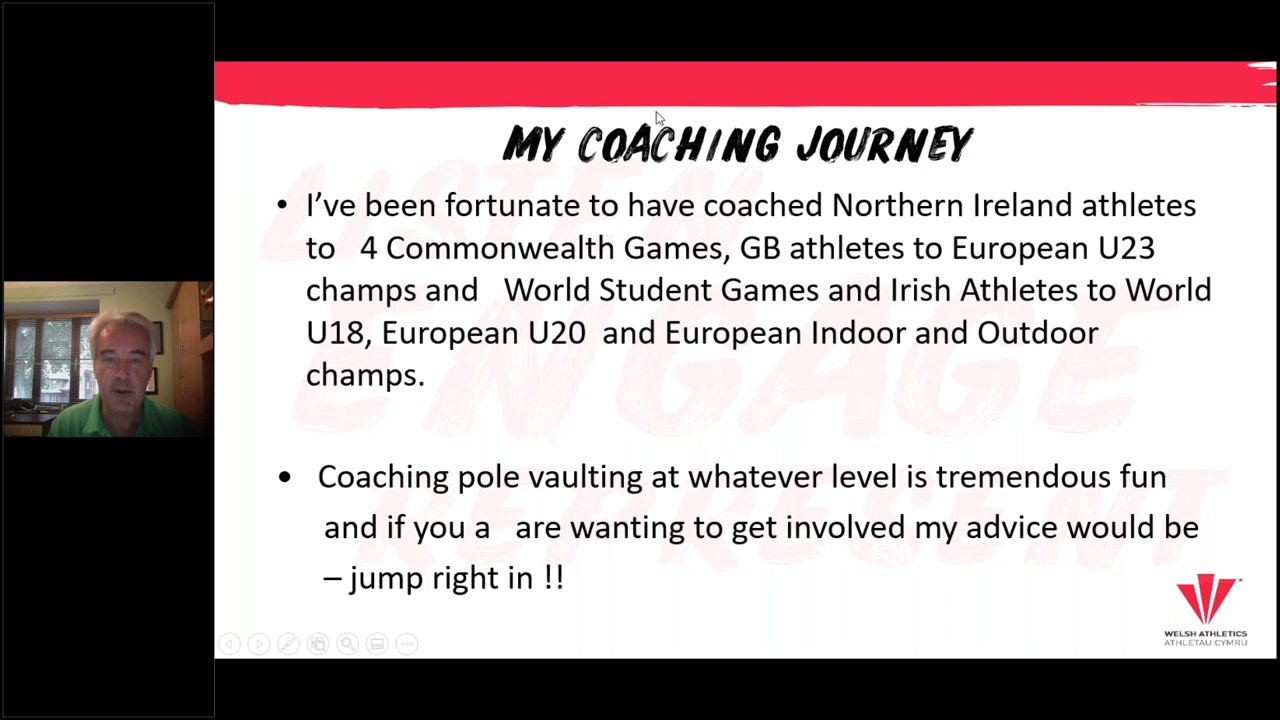 MY COACHING JOURNEY
• I've been fortunate to have coached Northern Ireland athletes
to 4 Commonwealth Games, GB athletes to European U23
champs and World Student Games and Irish Athletes to World
U18, European U20 and European Indoor and Outdoor
champs.
• Coaching pole vaulting at whatever level is tremendous fun
and if you a are wanting to get involved my advice would be
– jump right in !!
LISTEN
ENGAGE
REPRESENT
WELSH ATHLETICS
ATHLETAU CYMRU